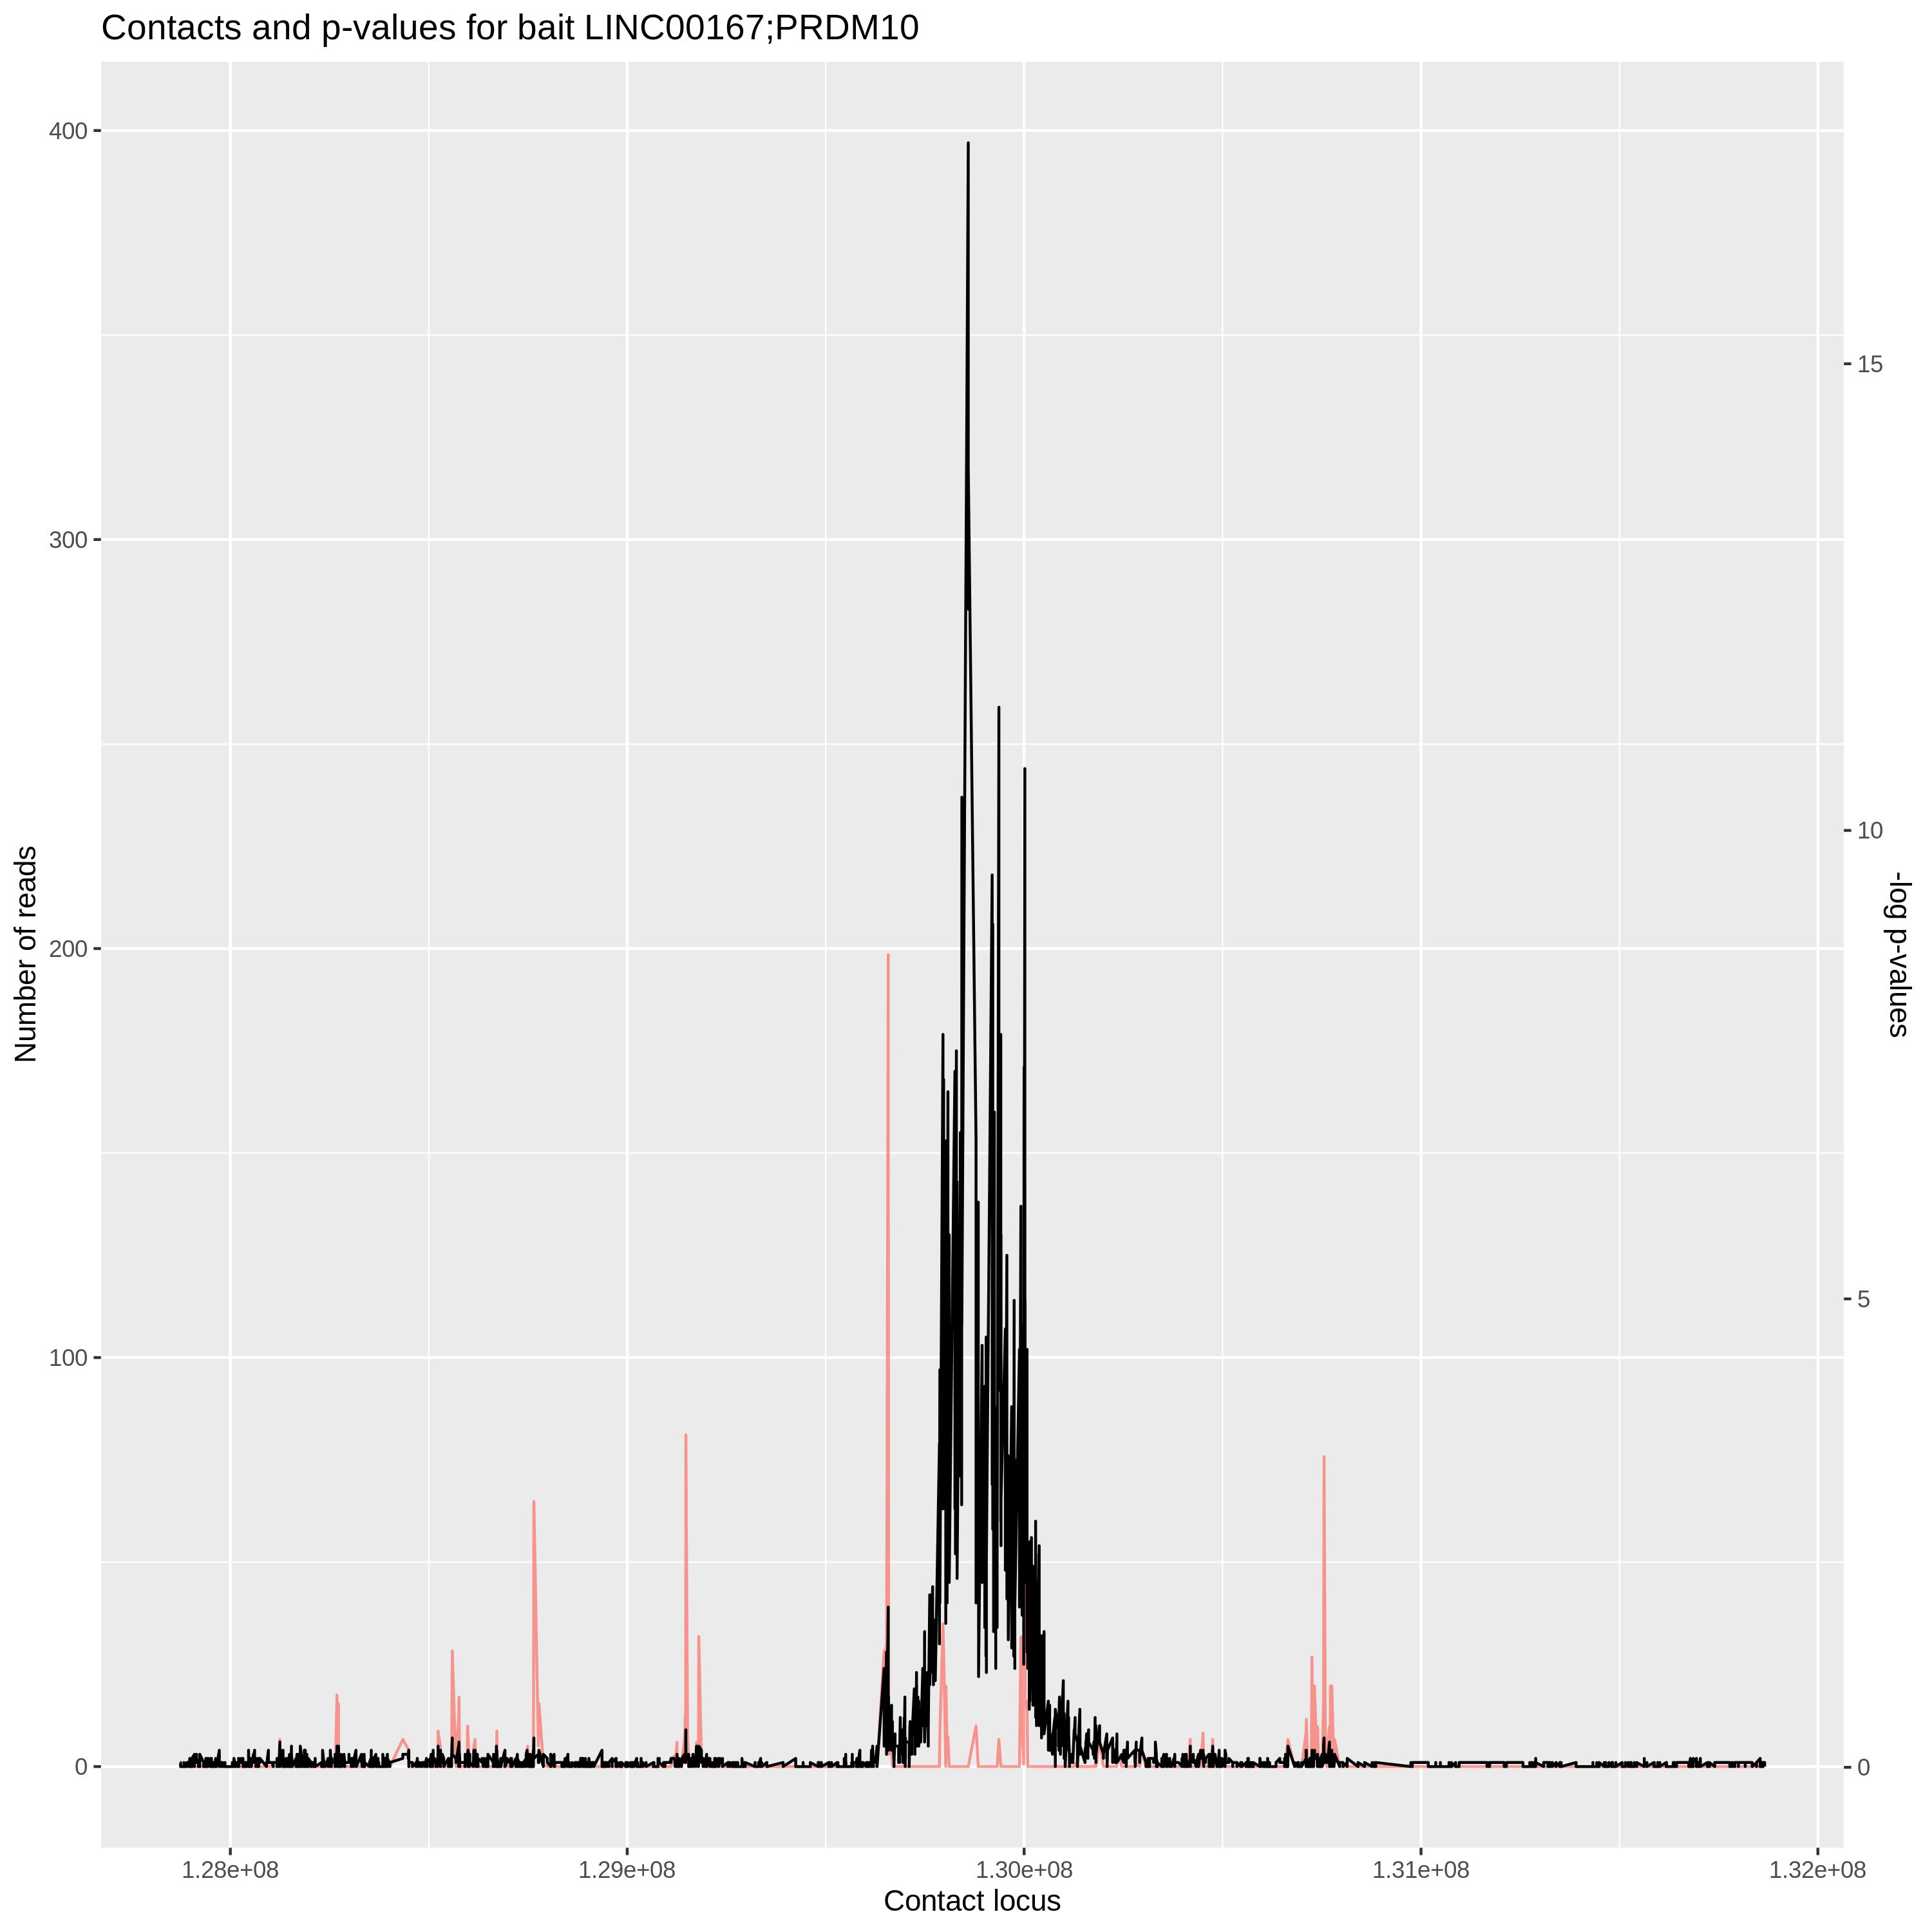 Contacts and p-values for bait LINC00167;PRDM10
400
300
200
100
0
Number of reads
15
10
5
0
-log p-values
1.28e+08
1.29e+08
1.30e+08
1.31e+08
1.32e+08
Contact locus